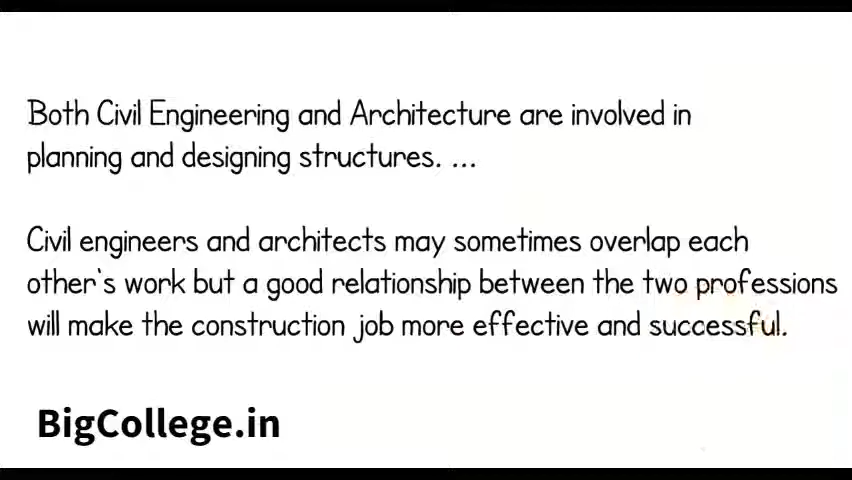 Both Civil Engineering and Architecture are involved in
planning and designing structures. ...
Civil engineers and architects may sometimes overlap each
other's work but a good relationship between the two professions
will make the construction job more effective and successful.
BigCollege.in